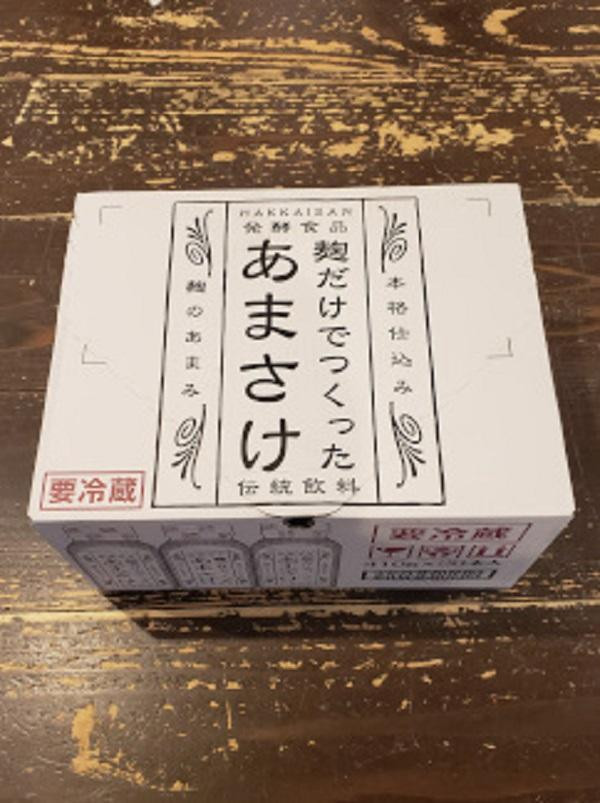 HAKKAISAN
発酵食品
麹だけでつくった
あまさけ
伝統飲料
本格仕込み
麹のあまみ
要冷蔵
要冷蔵